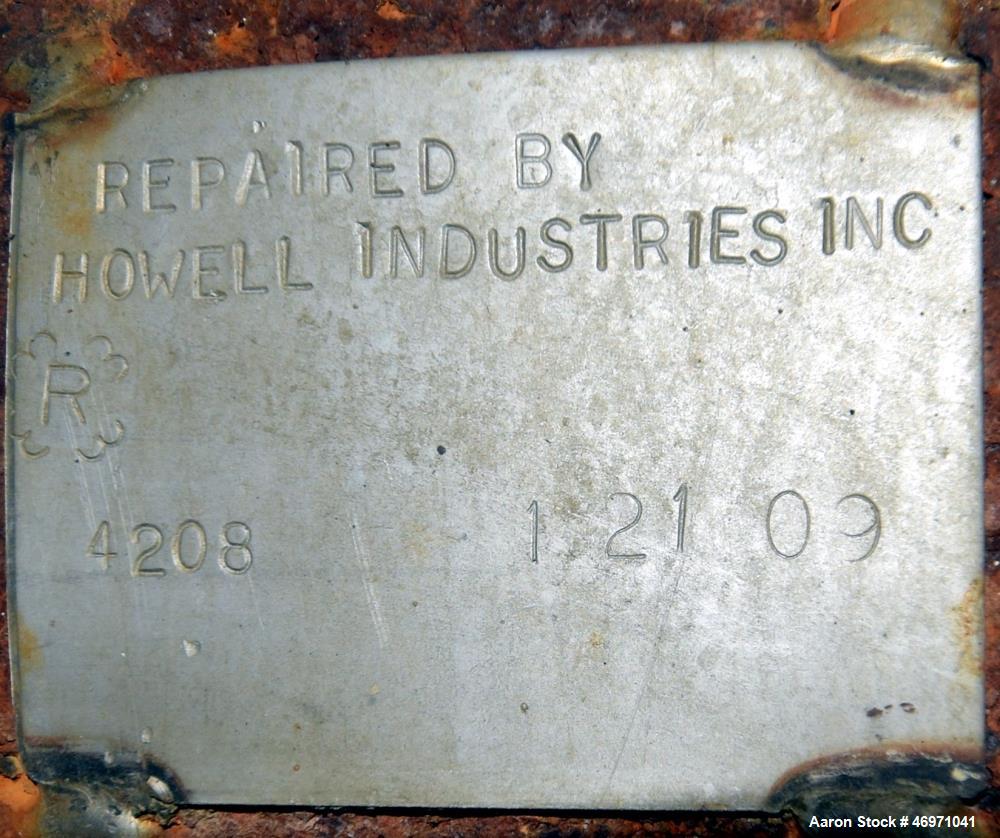 REPAIRED BY
HOWELL INDUSTRIES INC
R
4208 1 21 09
Aaron Stock # 46971041